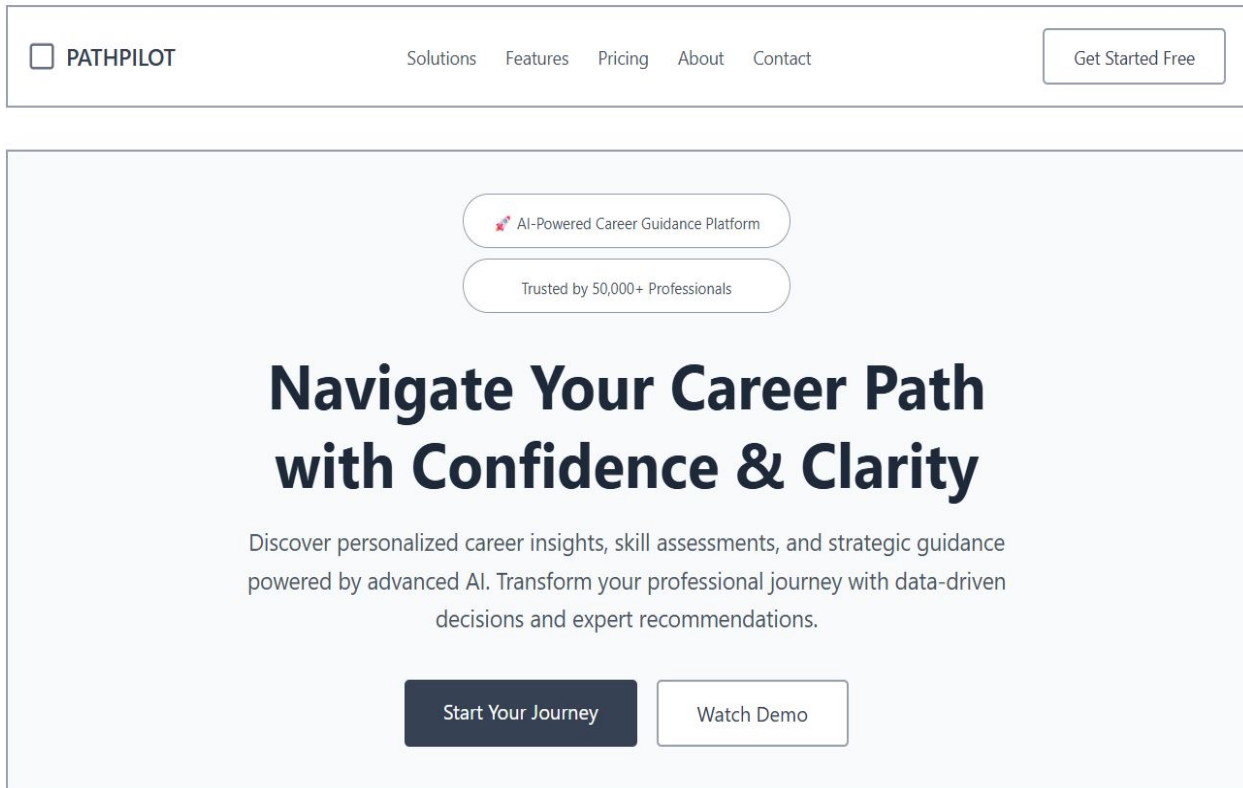 PATHPILOT
Solutions Features Pricing About Contact
Get Started Free
🚀 AI-Powered Career Guidance Platform
Trusted by 50,000+ Professionals
Navigate Your Career Path
with Confidence & Clarity
Discover personalized career insights, skill assessments, and strategic guidance
powered by advanced AI. Transform your professional journey with data-driven
decisions and expert recommendations.
Start Your Journey
Watch Demo